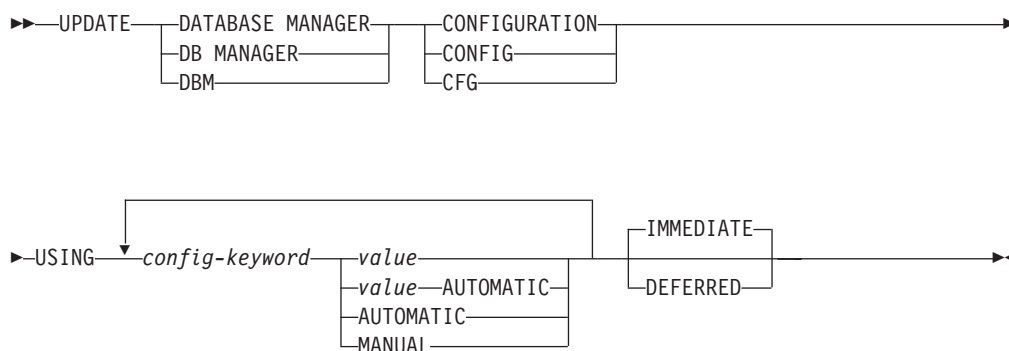 UPDATE DATABASE MANAGER CONFIGURATION
DB MANAGER CONFIG
DBM CFG
IMMEDIATE
USING config-keyword value
value AUTOMATIC DEFERRED
AUTOMATIC
MANUAL